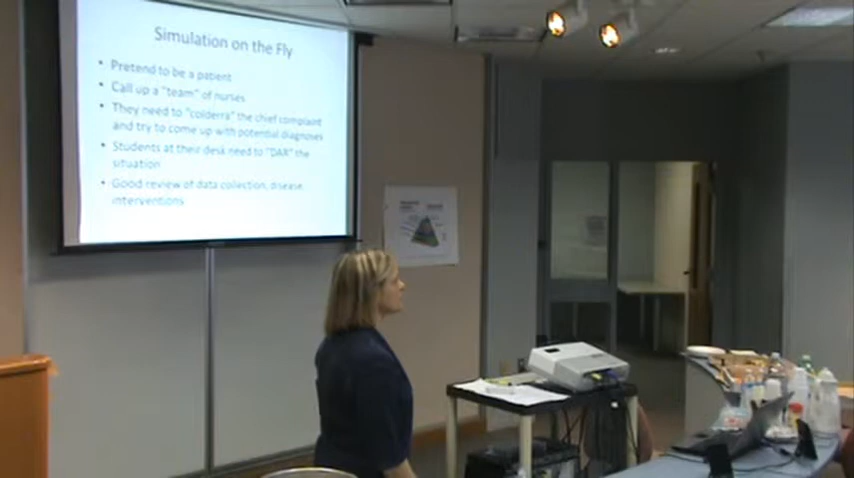 Simulation on the Fly
• Pretend to be a patient
• Call up a "team" of nurses
• They need to "colderra" the chief complaint
and try to come up with potential diagnoses
• Students at their desk need to "DAR" the
situation
• Good review of data collection, disease
interventions